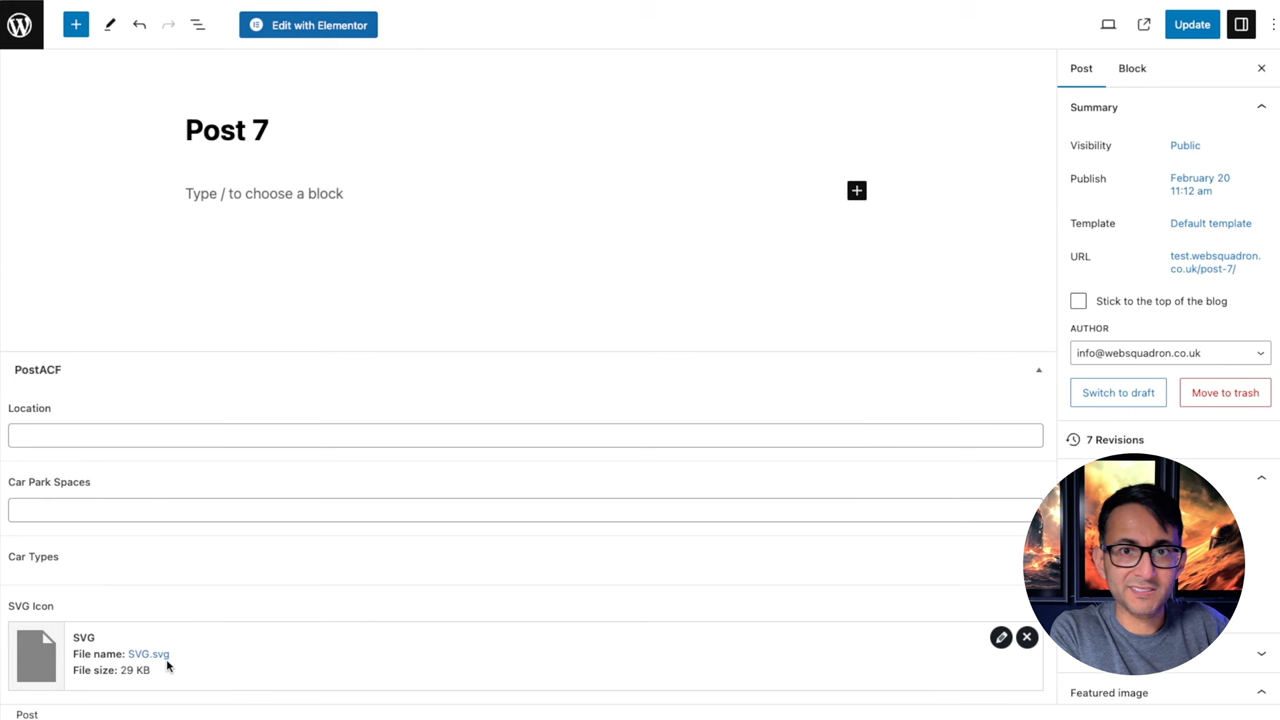 Edit with Elementor
Update
Post 7
Type / to choose a block
Post
Block
Summary
Visibility
Public
Publish
February 20
11:12 am
Template
Default template
URL
test.websquadron.
co.uk/post-7/
Stick to the top of the blog
AUTHOR
info@websquadron.co.uk
Switch to draft
Move to trash
7 Revisions
Featured image
PostACF
Location
Car Park Spaces
Car Types
SVG Icon
SVG
File name: SVG.svg
File size: 29 KB
Post